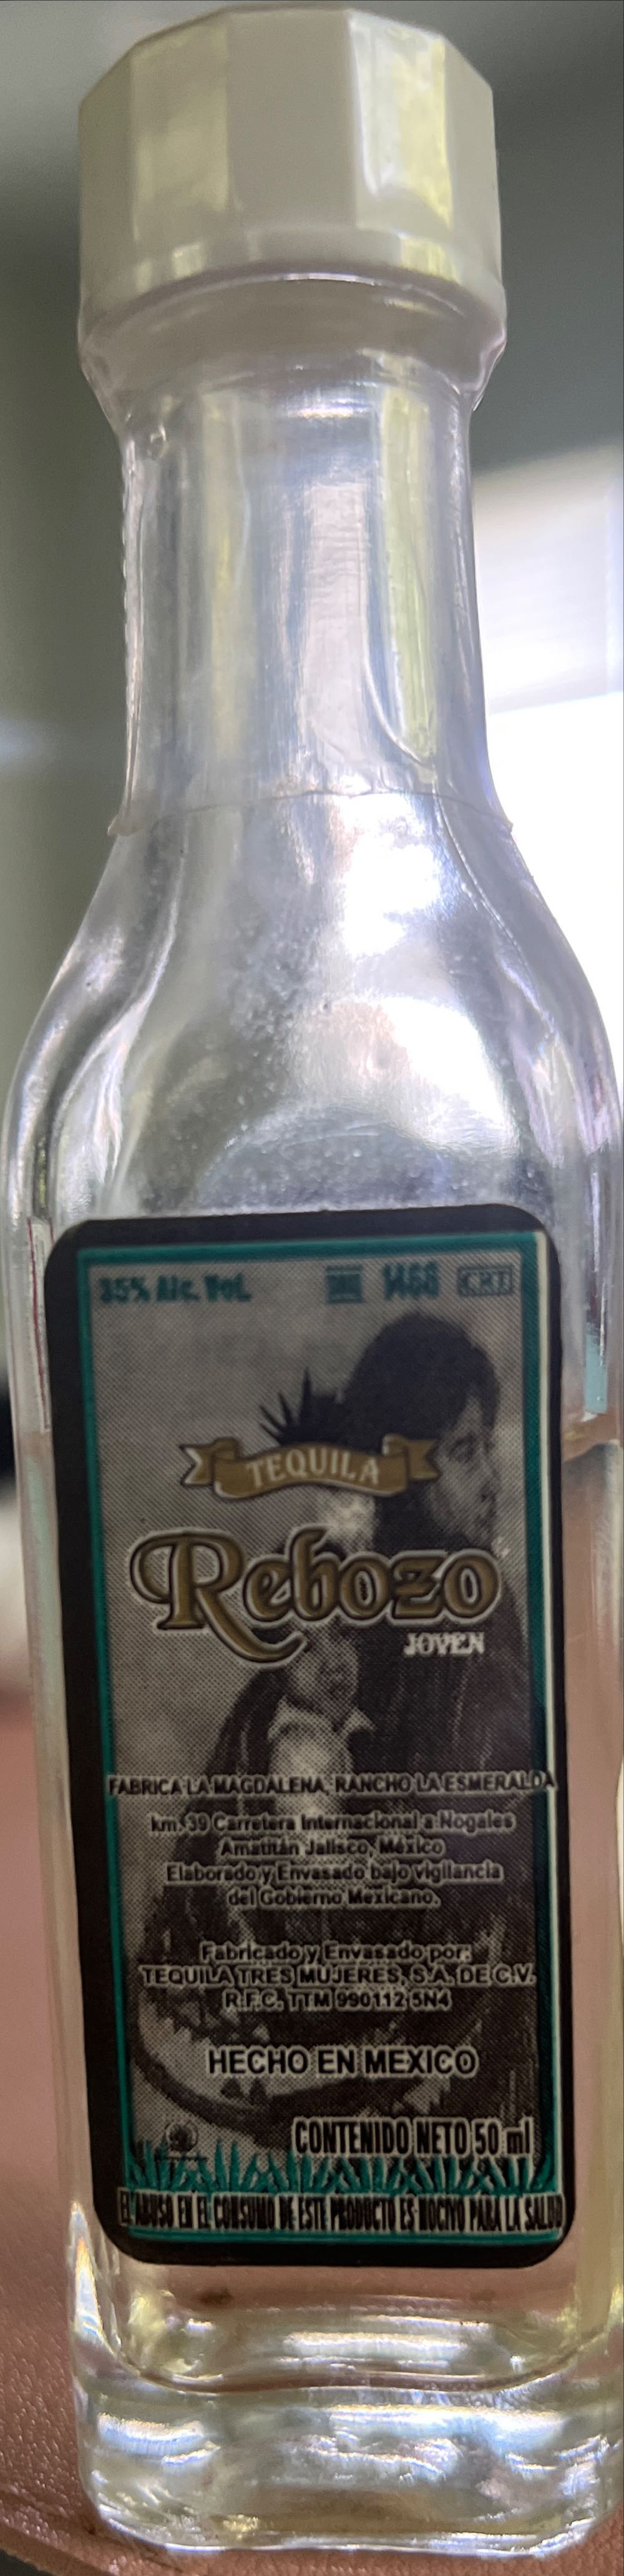 35% Alc. Vol. 1466 CRT
TEQUILA
Rebozo
JOVEN
FABRICA LA MAGDALENA, RANCHO LA ESMERALDA
km. 39 Carretera Internacional a Nogales
Amatitán Jalisco, México
Elaborado y Envasado bajo vigilancia
del Gobierno Mexicano.
Fabricado y Envasado por:
TEQUILA TRES MUJERES, S.A. DE C.V.
R.F.C. TTM 990112 5N4
HECHO EN MEXICO
CONTENIDO NETO 50 ml
EL ABUSO EN EL CONSUMO DE ESTE PRODUCTO ES NOCIVO PARA LA SALUD